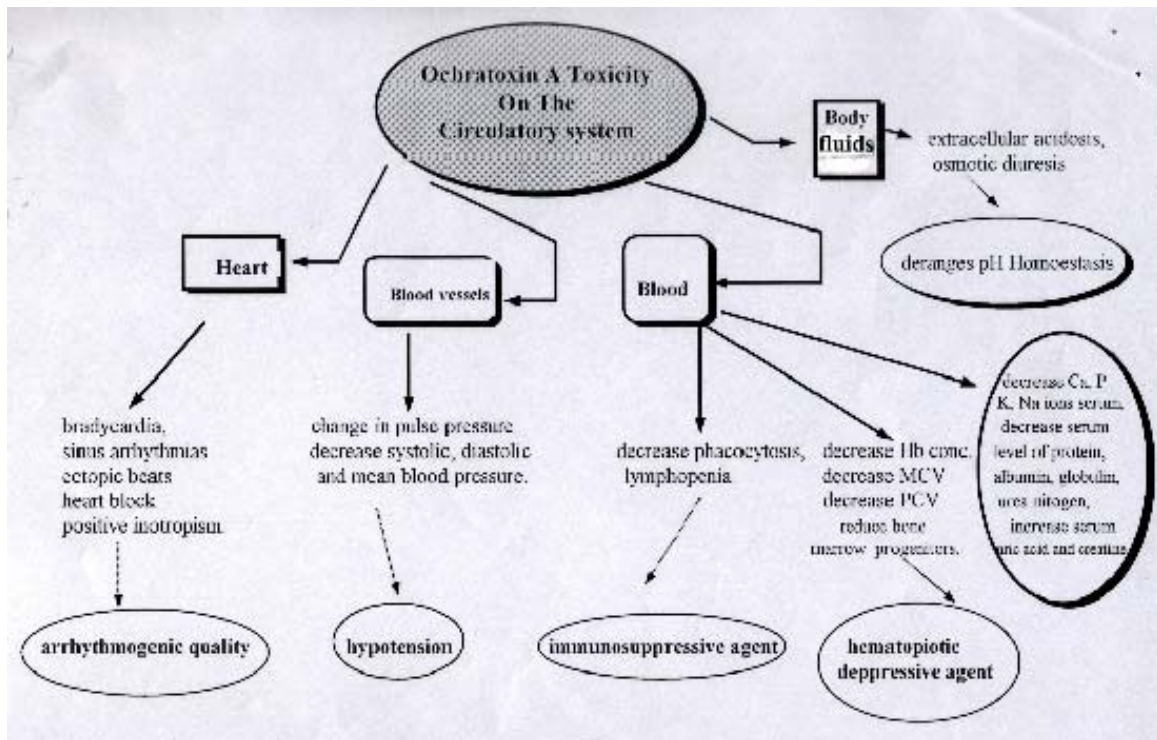 Ochratoxin A Toxicity
On The
Circulatory system
Body
fluids
extracellular acidosis,
osmotic diuresis
deranges pH Homoestasis
Heart
Blood vessels
Blood
bradycardia,
sinus arrhythmias
ectopic beats
heart block
positive inotropism
change in pulse pressure
decrease systolic, diastolic
and mean blood pressure.
decrease phacocytosis,
lymphopenia
decrease Hb conc.
decrease MCV
decrease PCV
reduce bone
marrow progeniters.
decrease Ca, P
K, Na ions serum,
decrease serum
level of protein,
albumin, globulin,
urea nitrogen,
increase serum
uric acid and
arrhythmogenic quality
hypotension
immunosuppressive agent
hematopiotic
deppressive agent